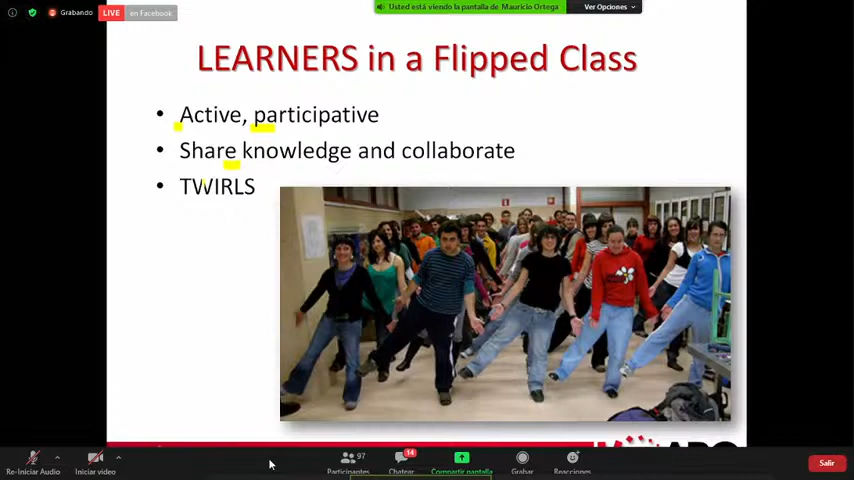 Grabando LIVE en Facebook
Usted está viendo la pantalla de Mauricio Ortega Ver Opciones
LEARNERS in a Flipped Class
• Active, participative
• Share knowledge and collaborate
• TWIRLS
97
14
Re-Iniciar Audio Iniciar video Participantes Chatear Compartir pantalla Grabar Reacciones Salir